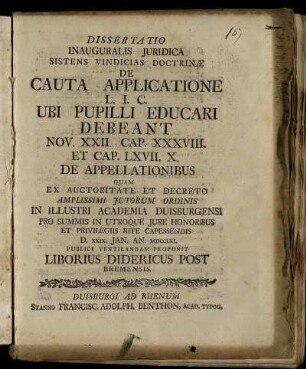 15)
DISSERTATIO
INAUGURALIS JURIDICA
SISTENS VINDICIAS DOCTRINÆ
DE
CAUTA APPLICATIONE
L. I. C.
UBI PUPILLI EDUCARI
DEBEANT
NOV. XXII. CAP. XXXVIII.
ET CAP. LXVII. X.
DE APPELLATIONIBUS
QUAM
EX AUCTORITATE ET DECRETO
AMPLISSIMI JCTORUM ORDINIS
IN ILLUSTRI ACADEMIA DUISBURGENSI
PRO SUMMIS IN UTROQUE JURE HONORIBUS
ET PRIVILEGIIS RITE CAPESSENDIS
D. XXIX. JAN. AN. MDCCLXI.
PUBLICE VENTILANDAM PROPONIT
LIBORIUS DIDERICUS POST
BREMENSIS.
DUISBURGI AD RHENUM
STANNO FRANCISC. ADOLPH. BENTHON, ACAD. TYPOG.